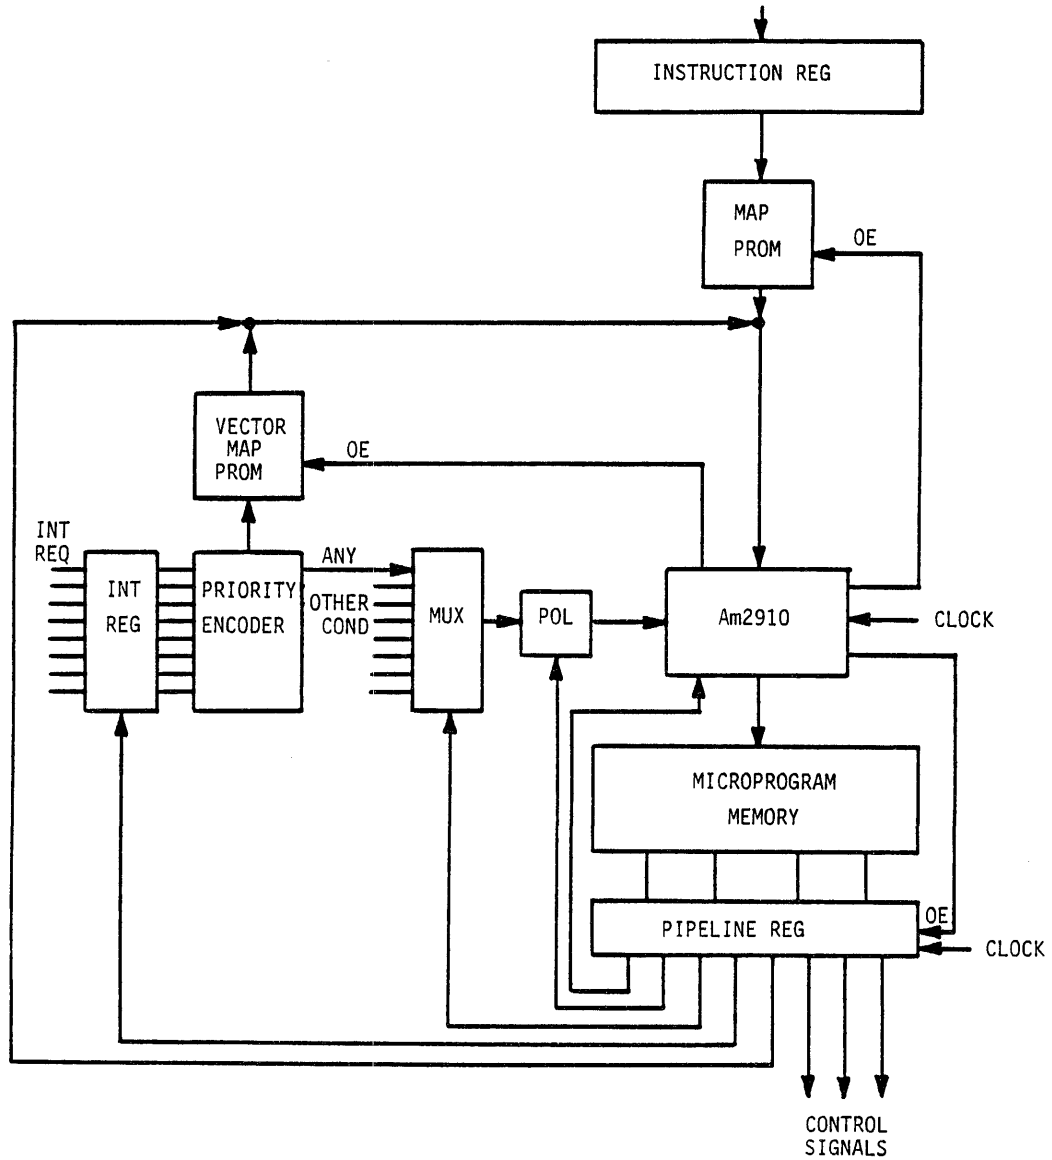 INSTRUCTION REG
MAP
PROM
OE
VECTOR
MAP
PROM
OE
INT
REQ
INT
REG
PRIORITY
ENCODER
ANY
OTHER
COND
MUX
POL
Am2910
CLOCK
MICROPROGRAM
MEMORY
PIPELINE REG
OE
CLOCK
CONTROL
SIGNALS